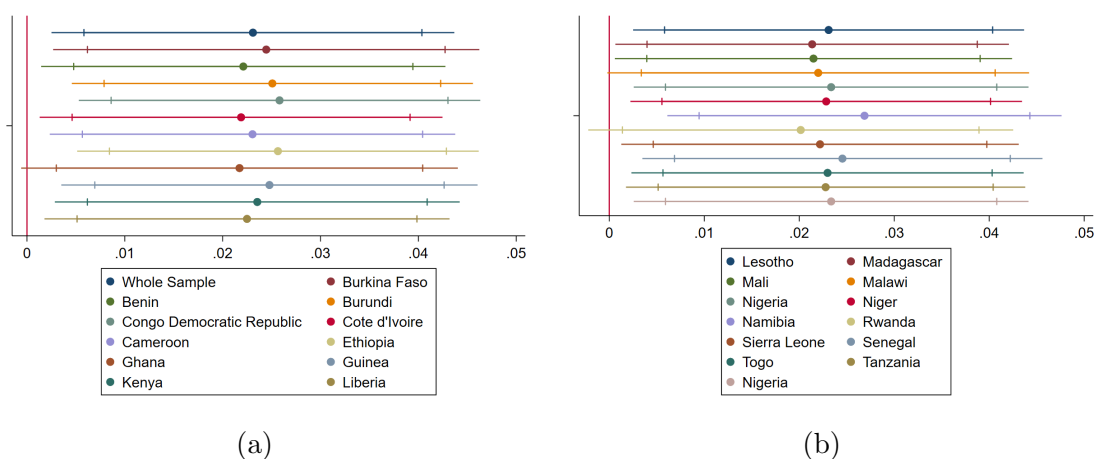 0 .01 .02 .03 .04 .05
Whole Sample Burkina Faso
Benin Burundi
Congo Democratic Republic Cote d'Ivoire
Cameroon Ethiopia
Ghana Guinea
Kenya Liberia
(a)
0 .01 .02 .03 .04 .05
Lesotho Madagascar
Mali Malawi
Nigeria Niger
Namibia Rwanda
Sierra Leone Senegal
Togo Tanzania
Nigeria
(b)